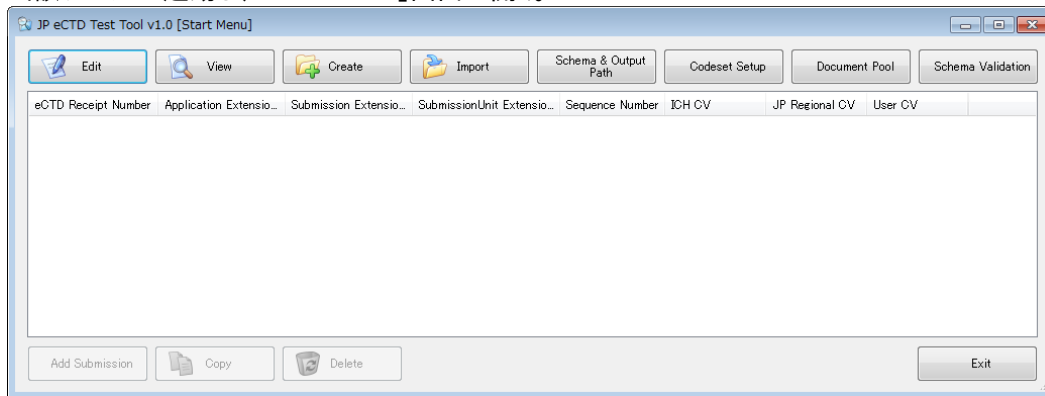 JP eCTD Test Tool v1.0 [Start Menu]
Edit
View
Create
Import
Schema & Output
Path
Codeset Setup
Document Pool
Schema Validation
eCTD Receipt Number
Application Extensio...
Submission Extensio...
SubmissionUnit Extensio...
Sequence Number
ICH CV
JP Regional CV
User CV
Add Submission
Copy
Delete
Exit